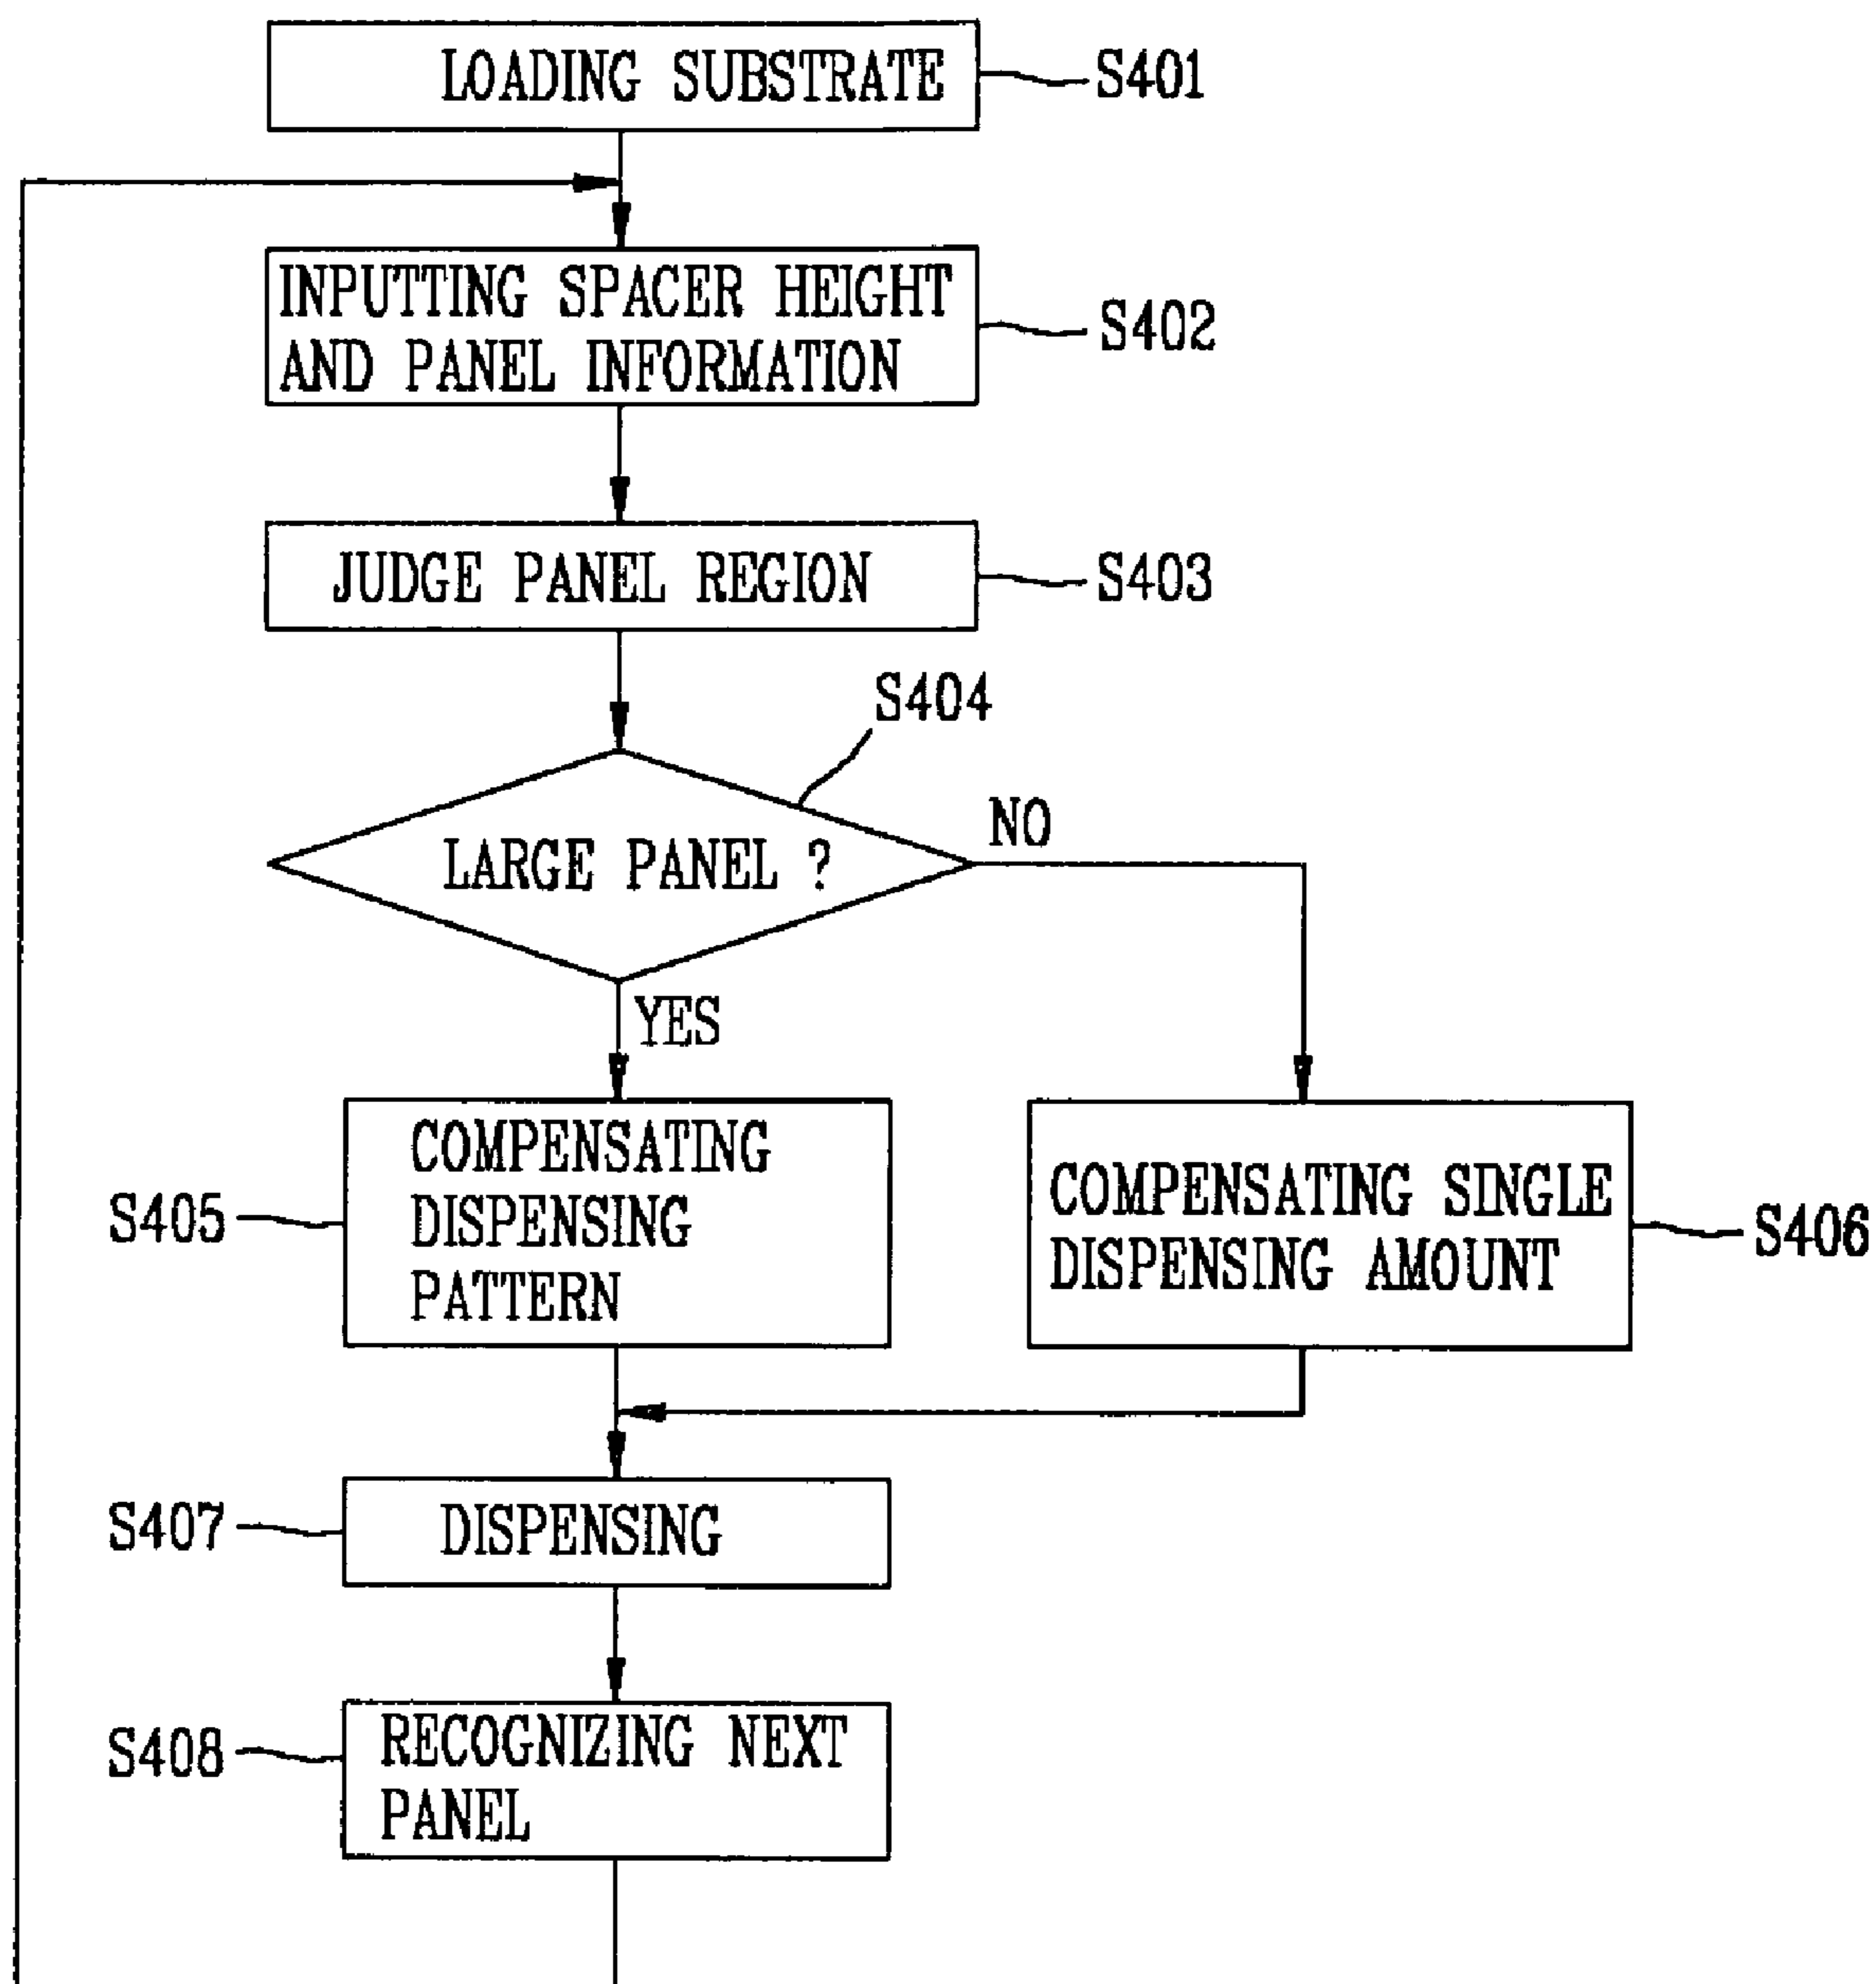 LOADING SUBSTRATE
S401
INPUTTING SPACER HEIGHT
AND PANEL INFORMATION
S402
JUDGE PANEL REGION
S403
S404
LARGE PANEL ?
NO
YES
COMPENSATING
DISPENSING
PATTERN
S405
COMPENSATING SINGLE
DISPENSING AMOUNT
S406
S407
DISPENSING
S408
RECOGNIZING NEXT
PANEL